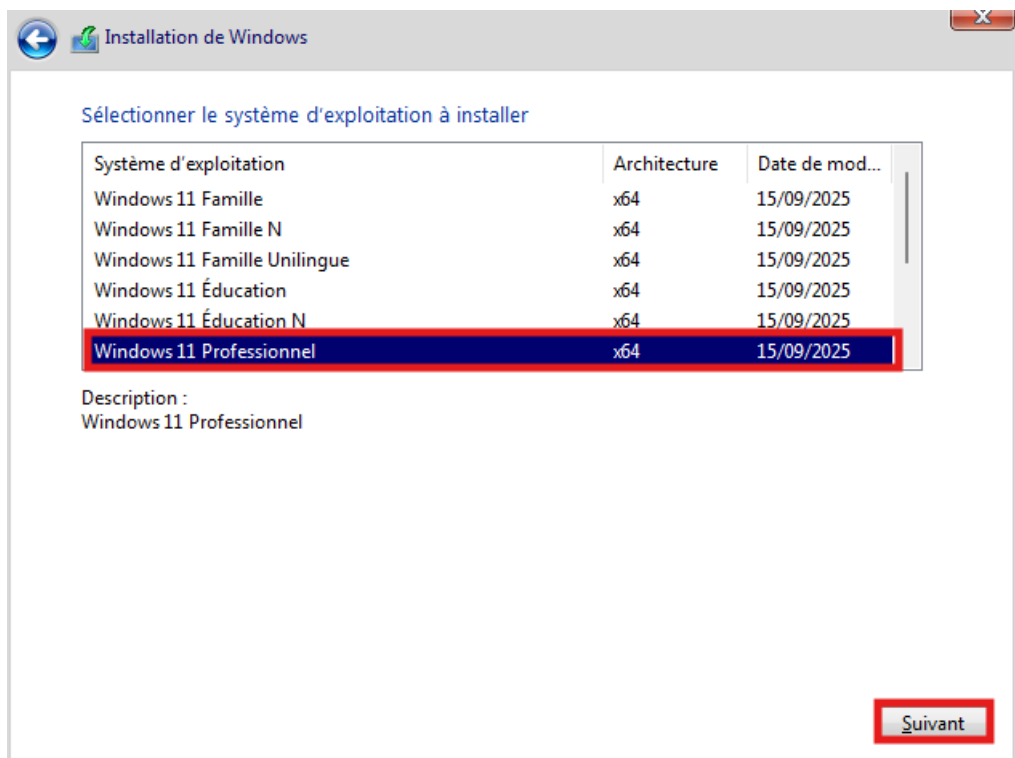 Installation de Windows
Sélectionner le système d'exploitation à installer
Système d'exploitation Architecture Date de mod...
Windows 11 Famille x64 15/09/2025
Windows 11 Famille N x64 15/09/2025
Windows 11 Famille Unilingue x64 15/09/2025
Windows 11 Éducation x64 15/09/2025
Windows 11 Éducation N x64 15/09/2025
Windows 11 Professionnel x64 15/09/2025
Description :
Windows 11 Professionnel
Suivant